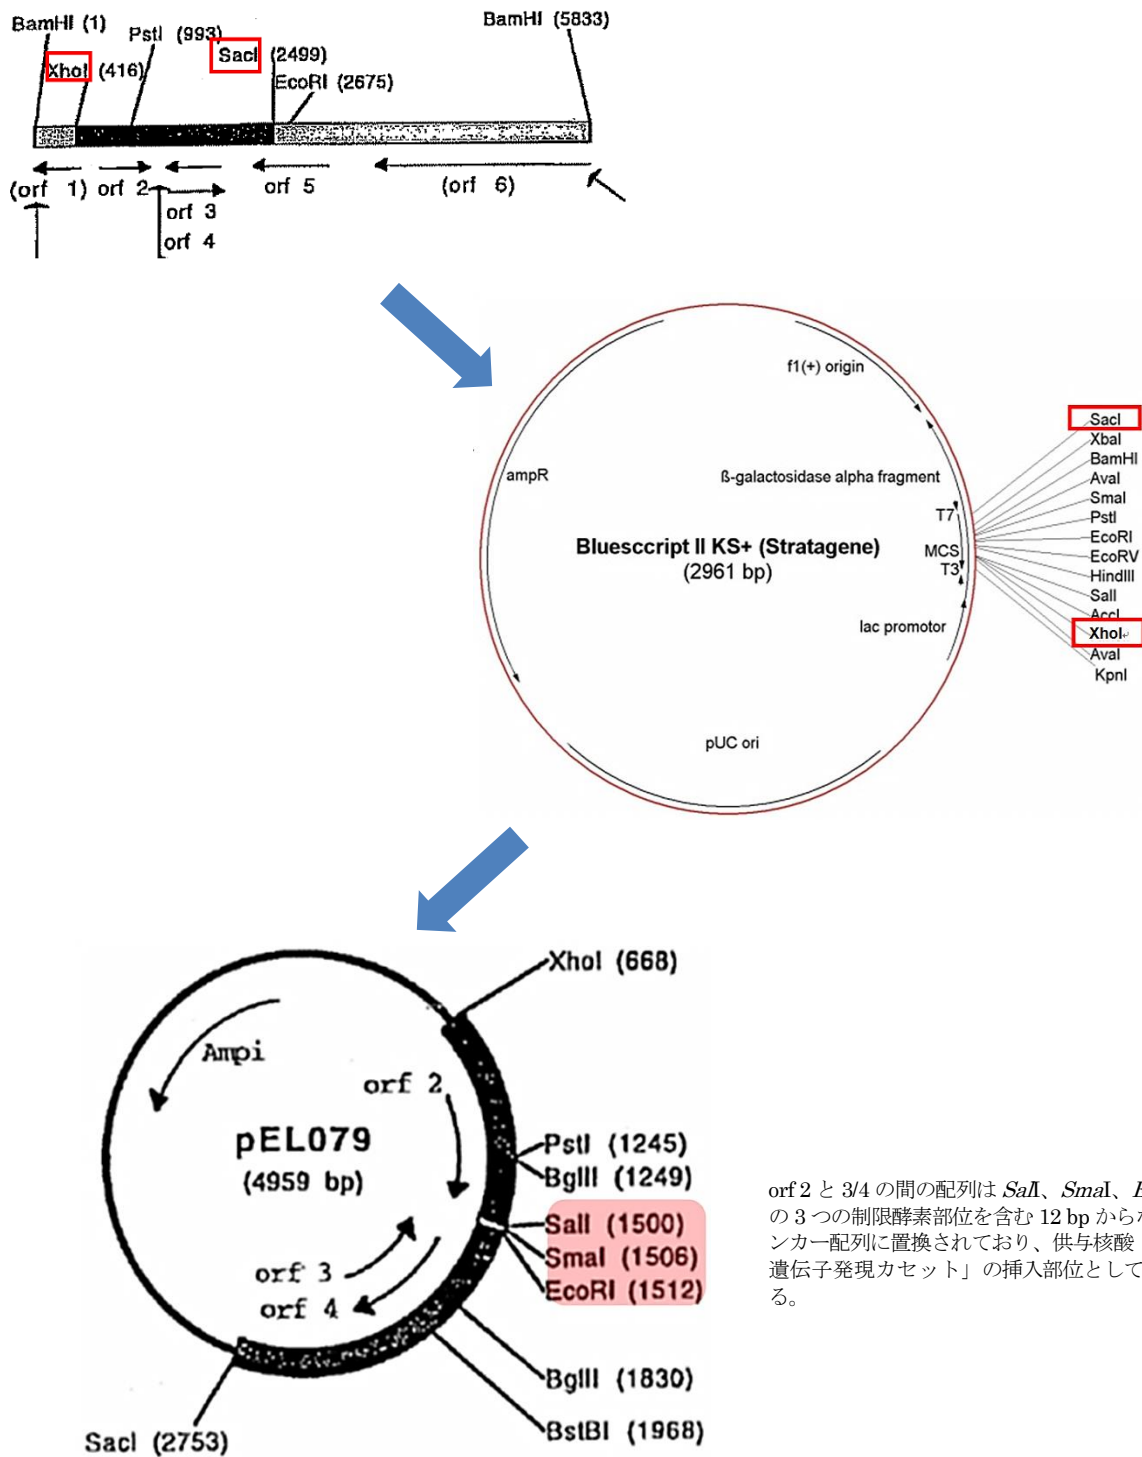 BamHI (1)
PstI (993)
SacI (2499)
BamHI (5833)
XhoI (416)
EcoRI (2675)
(orf 1) orf 2
orf 5
(orf 6)
orf 3
orf 4
f1(+) origin
ampR
ß-galactosidase alpha fragment
T7
Bluesccript II KS+ (Stratagene)
(2961 bp)
MCS
T3
lac promotor
pUC ori
SacI
XbaI
BamHI
AvaI
SmaI
PstI
EcoRI
EcoRV
HindIII
SalI
AccI
XhoI
AvaI
KpnI
XhoI (668)
Ampi
orf 2
pEL079
(4959 bp)
PstI (1245)
BglII (1249)
SalI (1500)
SmaI (1506)
EcoRI (1512)
orf 3
orf 4
BglII (1830)
BstBI (1968)
SacI (2753)
orf 2 と 3/4 の間の配列は SalI、SmaI、
の 3 つの制限酵素部位を含む 12 bp から
ンカー配列に置換されており、供与核酸
遺伝子発現カセット」の挿入部位として
る。